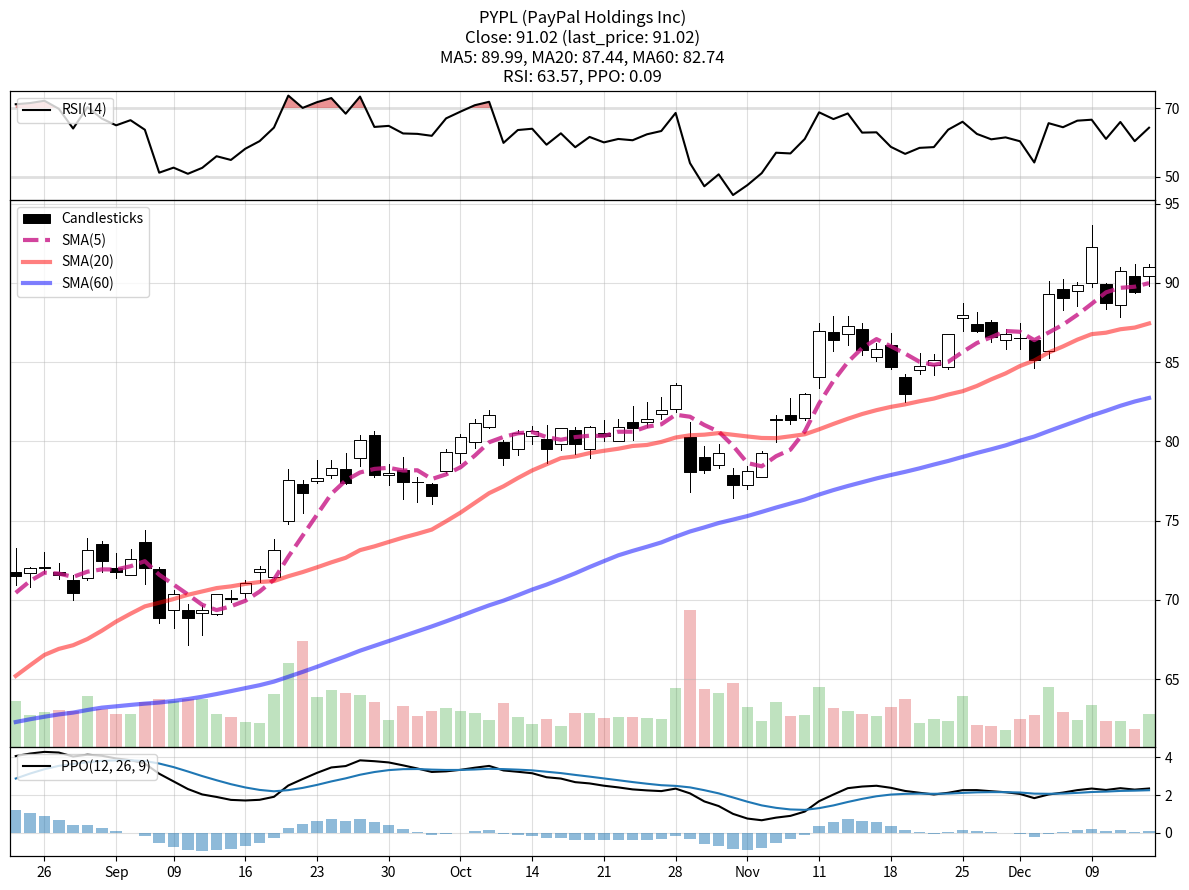 PYPL (PayPal Holdings Inc)
Close: 91.02 (last_price: 91.02)
MA5: 89.99, MA20: 87.44, MA60: 82.74
RSI: 63.57, PPO: 0.09
RSI(14)
70
50
Candlesticks
SMA(5)
SMA(20)
SMA(60)
95
90
85
80
75
70
65
PPO(12, 26, 9)
4
2
0
26 Sep 09 16 23 30 Oct 14 21 28 Nov 11 18 25 Dec 09